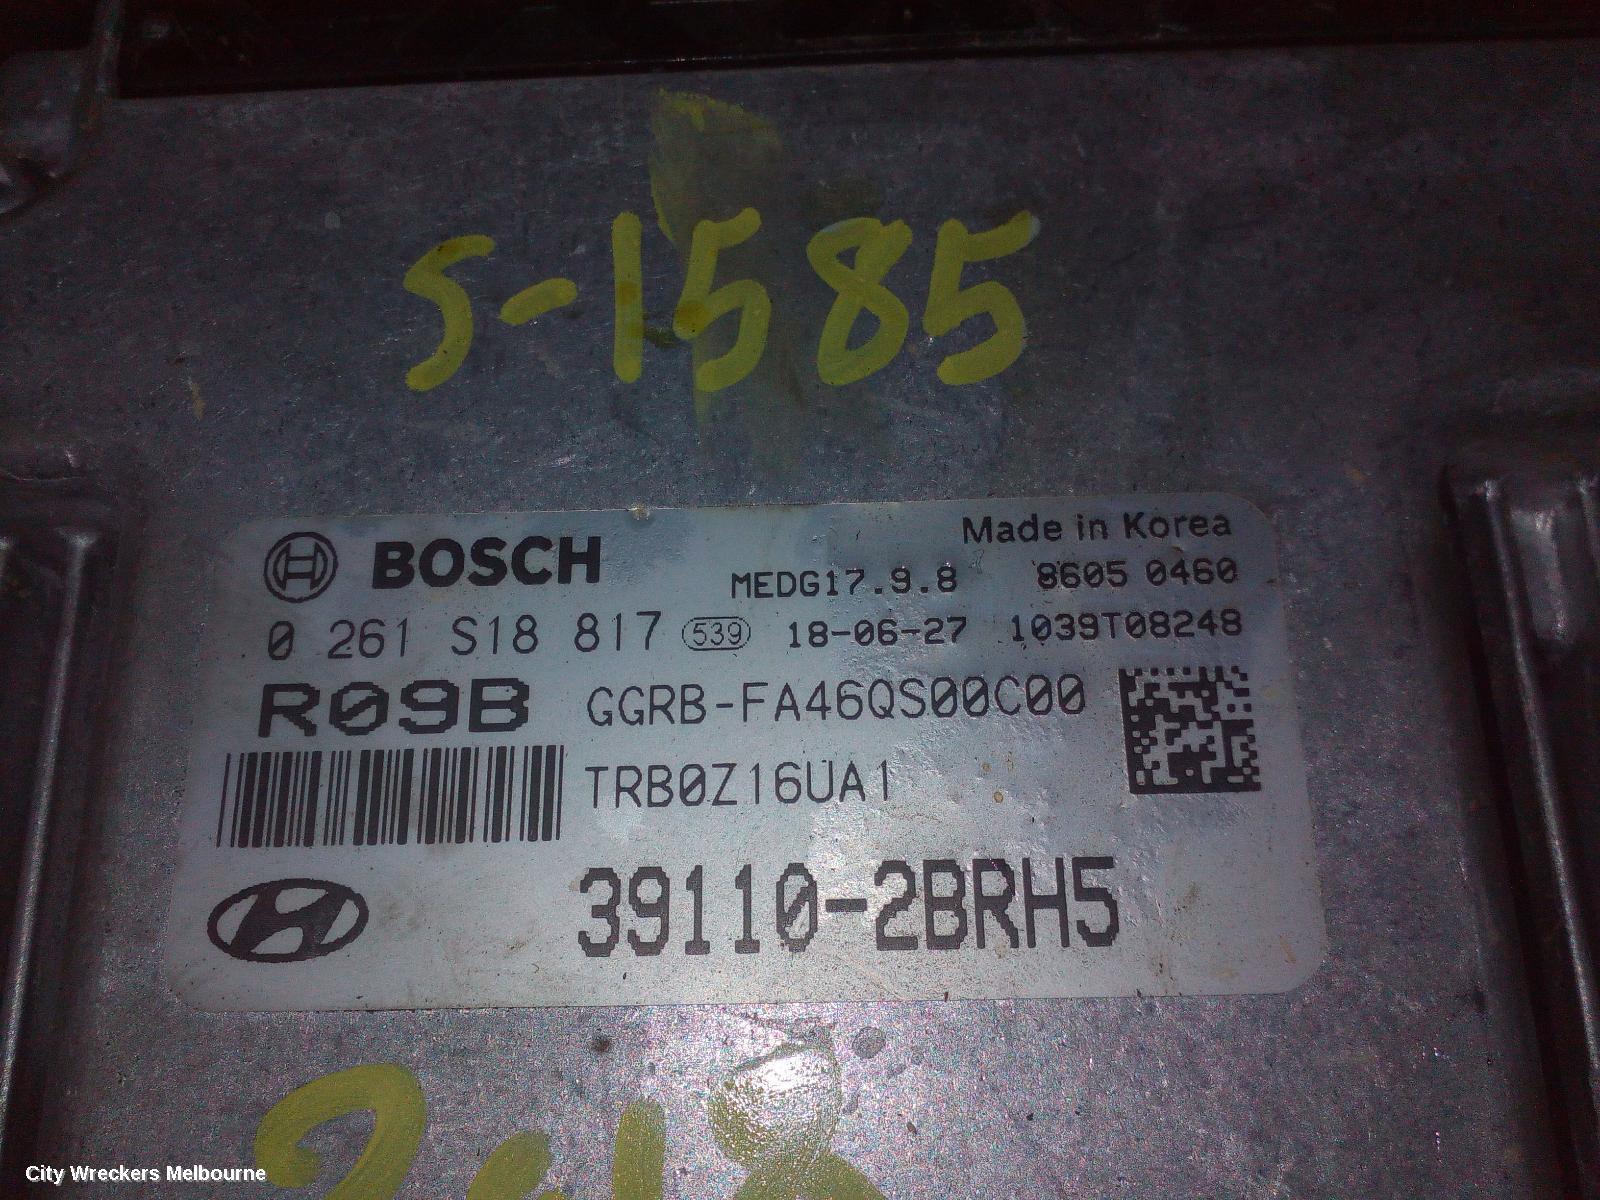 S-1585
BOSCH
Made in Korea
MEDG17.9.8 8605 0460
0 261 S18 817 539 18-06-27 1039T08248
R09B GGRB-FA46QS00C00
TRB0Z16UA1
39110-2BRH5
City Wreckers Melbourne